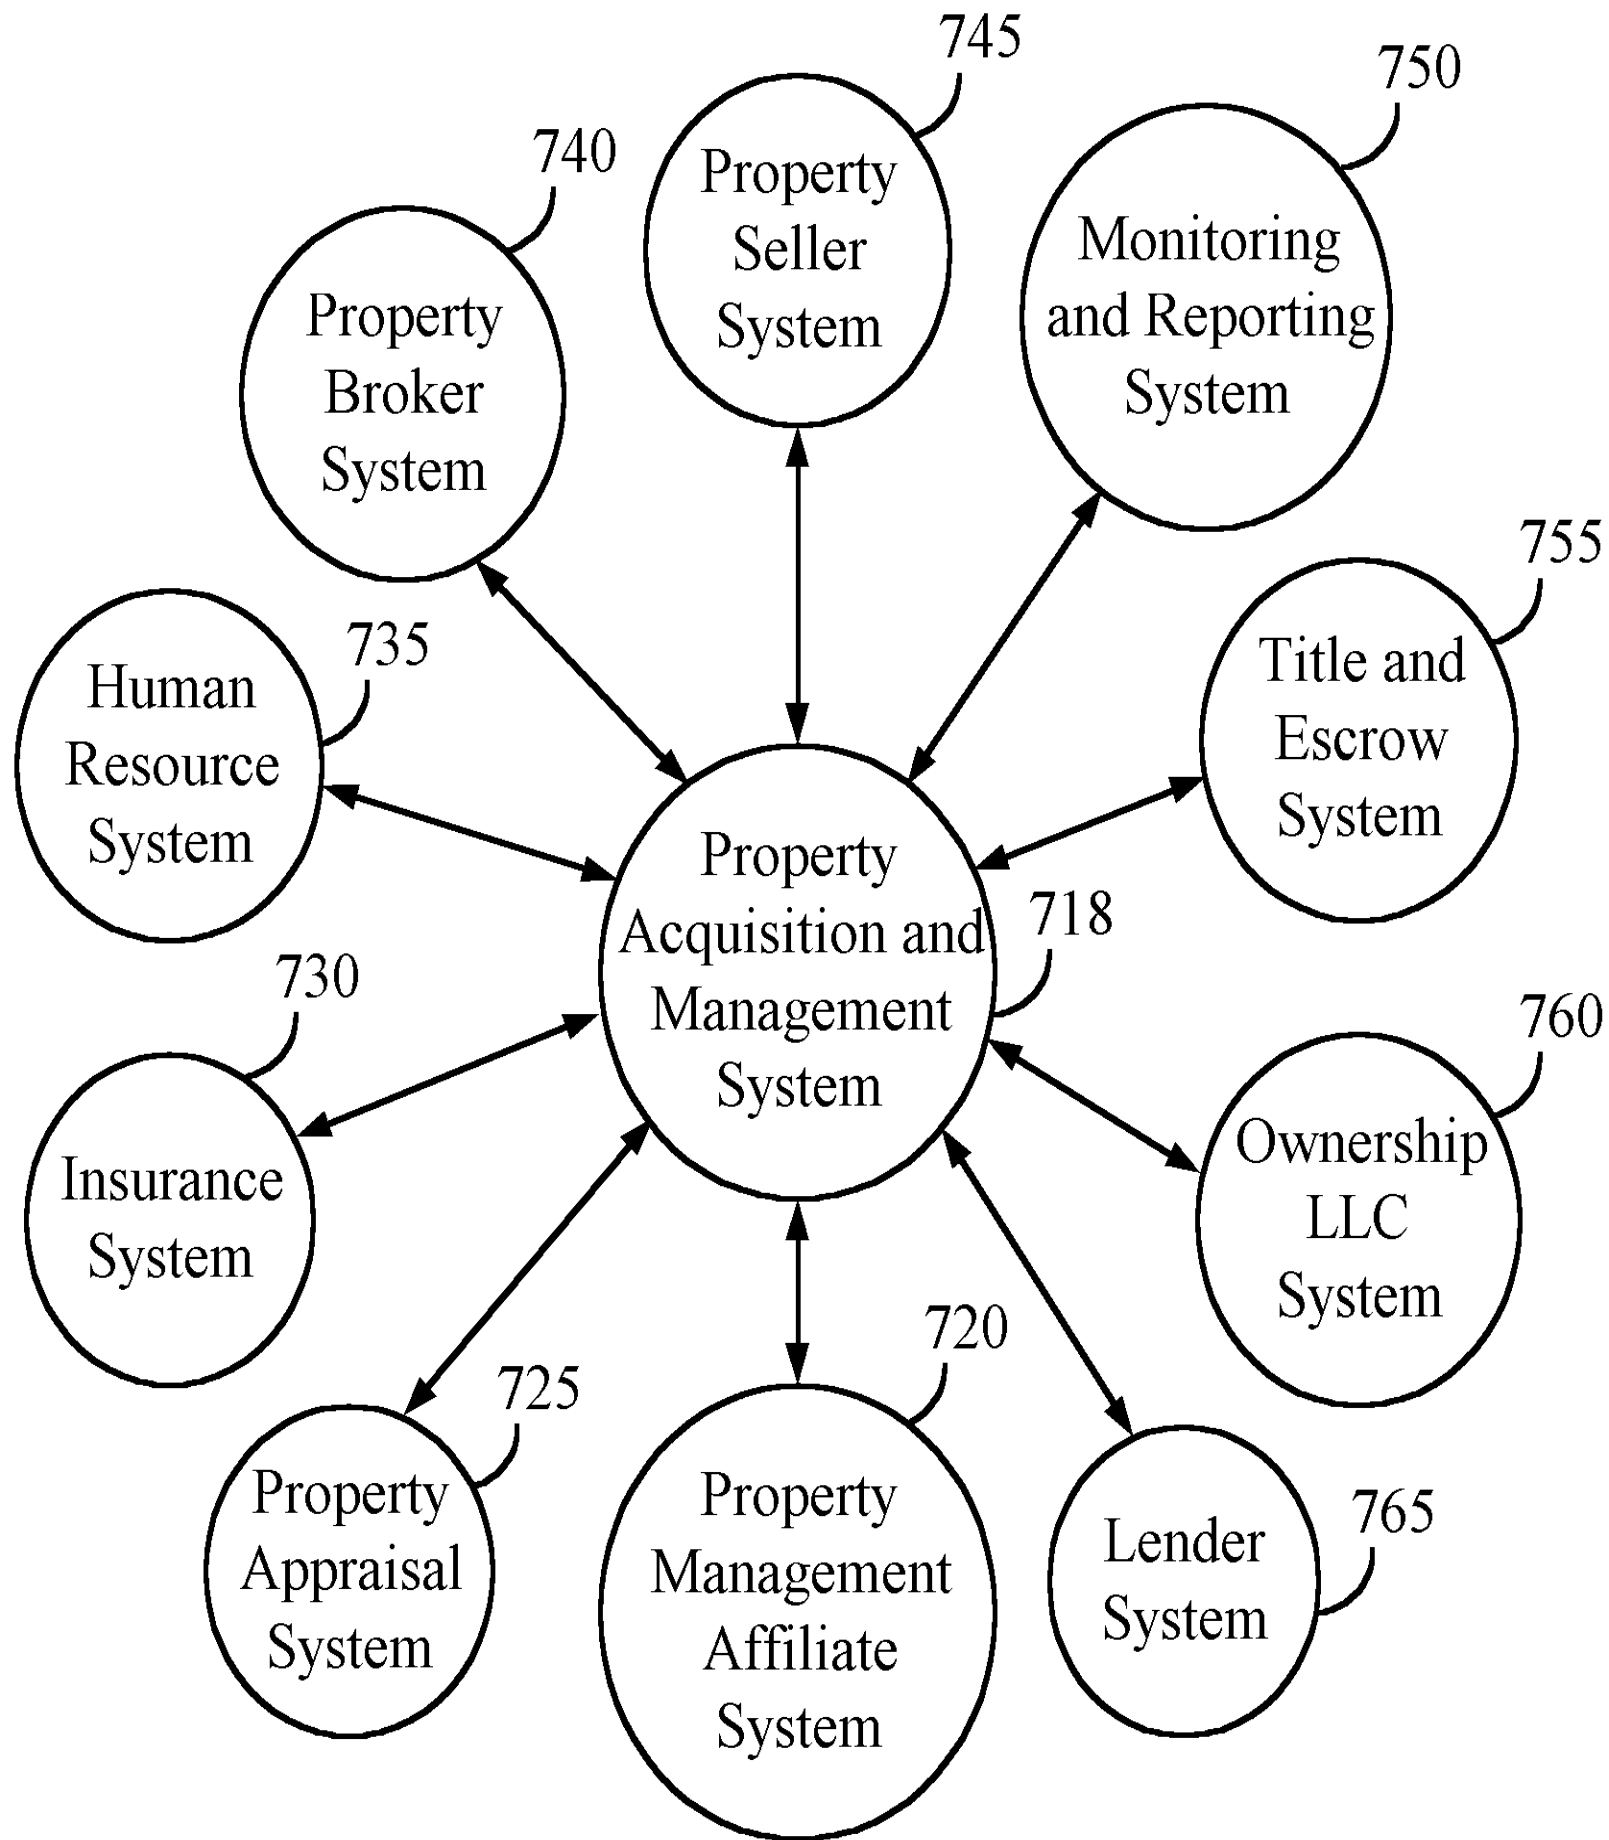 745
750
740
Property
Seller
System
Monitoring
and Reporting
System
Property
Broker
System
755
735
Title and
Escrow
System
Human
Resource
System
Property
Acquisition and
Management
System
718
730
760
Insurance
System
Ownership
LLC
System
720
725
Property
Appraisal
System
Property
Management
Affiliate
System
765
Lender
System